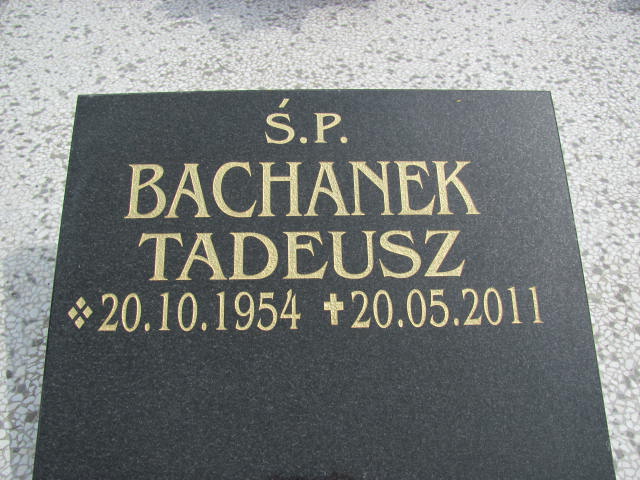 Ś.P.
BACHANEK
TADEUSZ
❖ 20.10.1954 ✝ 20.05.2011